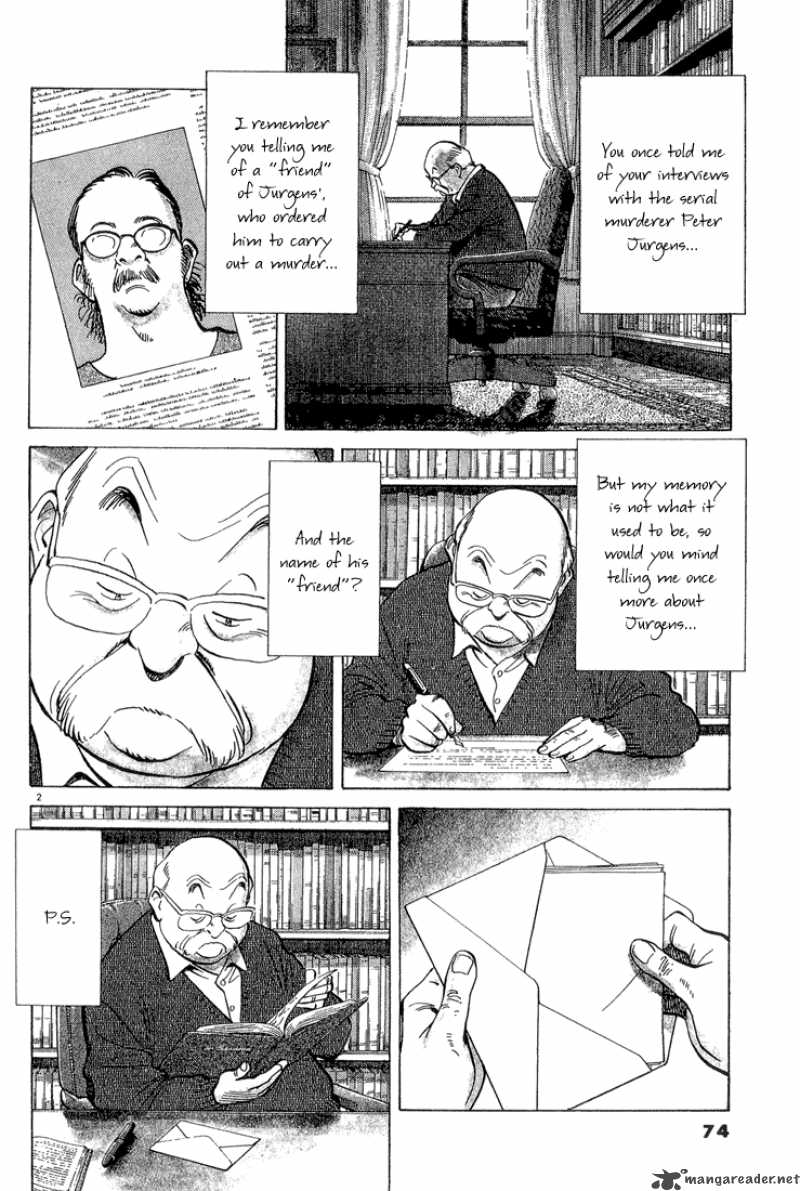 You once told me
of your interviews
with the serial
murderer Peter
Jurgens...
I remember
you telling me
of a "friend"
of Jurgens',
who ordered
him to carry
out a murder...
But my memory
is not what it
used to be, so
would you mind
telling me once
more about
Jurgens...
And the
name of his
"friend"?
2
P.S.
74
mangareader.net